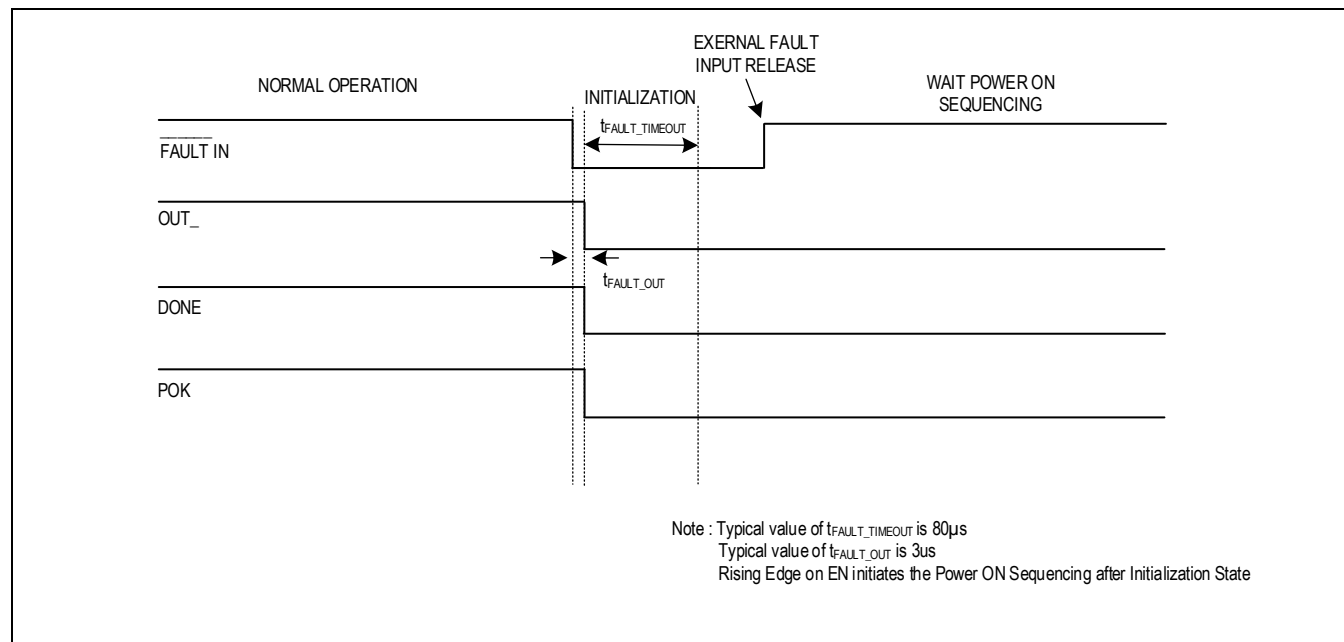 EXERNAL FAULT
INPUT RELEASE
NORMAL OPERATION
INITIALIZATION
WAIT POWER ON
SEQUENCING
tFAULT_TIMEOUT
FAULT IN
OUT_
tFAULT_OUT
DONE
POK
Note : Typical value of tFAULT_TIMEOUT is 80µs
Typical value of tFAULT_OUT is 3us
Rising Edge on EN initiates the Power ON Sequencing after Initialization State